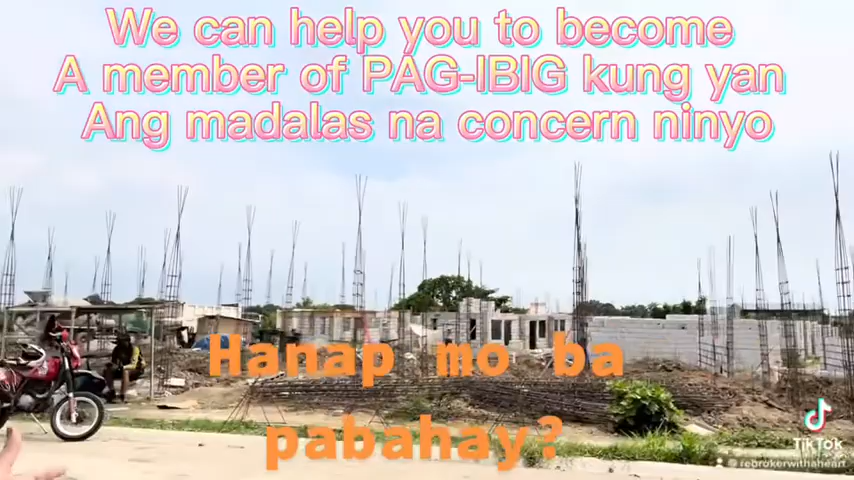 We can help you to become
A member of PAG-IBIG kung yan
Ang madalas na concern ninyo
Hanap mo ba
pabahay?
TikTok
@rebrokerwithaheart